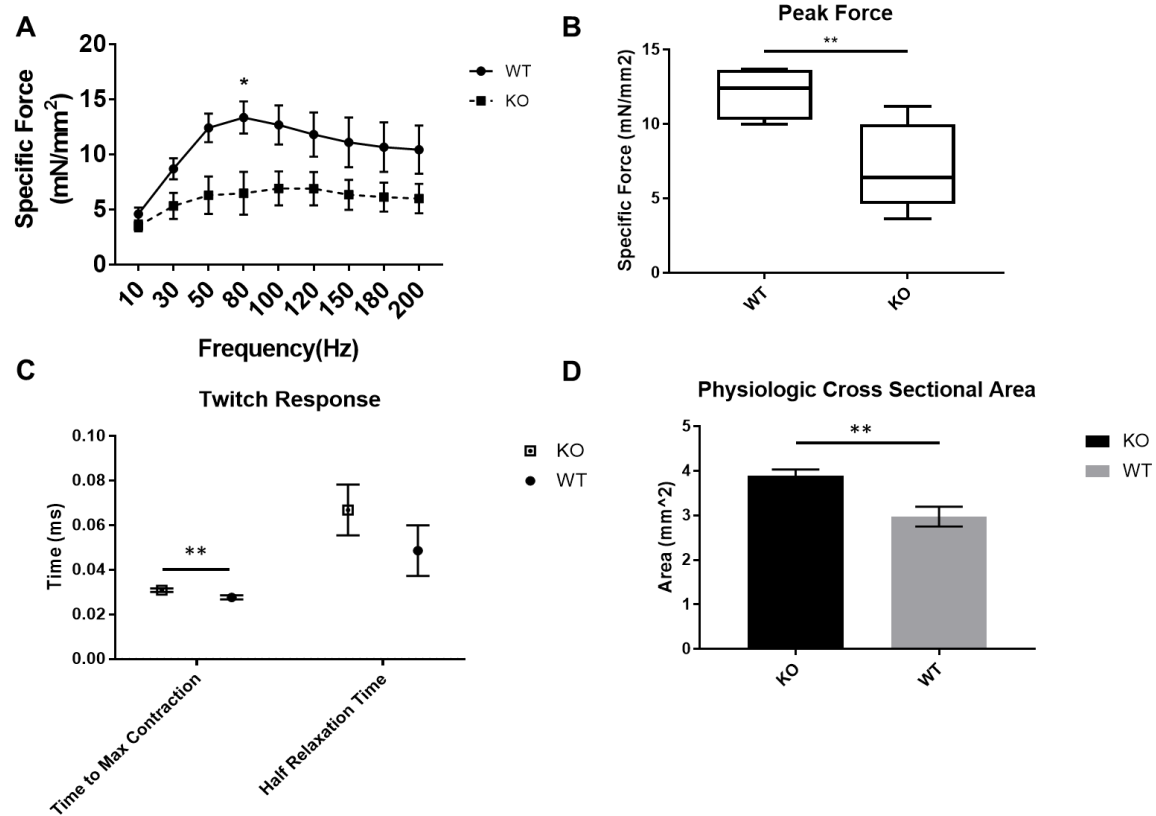 A
20
15
10
5
0
Specific Force
(mN/mm2)
*
WT
KO
10
30
50
80
100
120
150
180
200
Frequency(Hz)
B
Peak Force
**
15
10
5
0
Specific Force (mN/mm2)
WT
KO
C
Twitch Response
0.10
0.08
0.06
0.04
0.02
0.00
Time (ms)
**
KO
WT
Time to Max Contraction
Half Relaxation Time
D
Physiologic Cross Sectional Area
**
5
4
3
2
1
0
Area (mm^2)
KO
WT
KO
WT